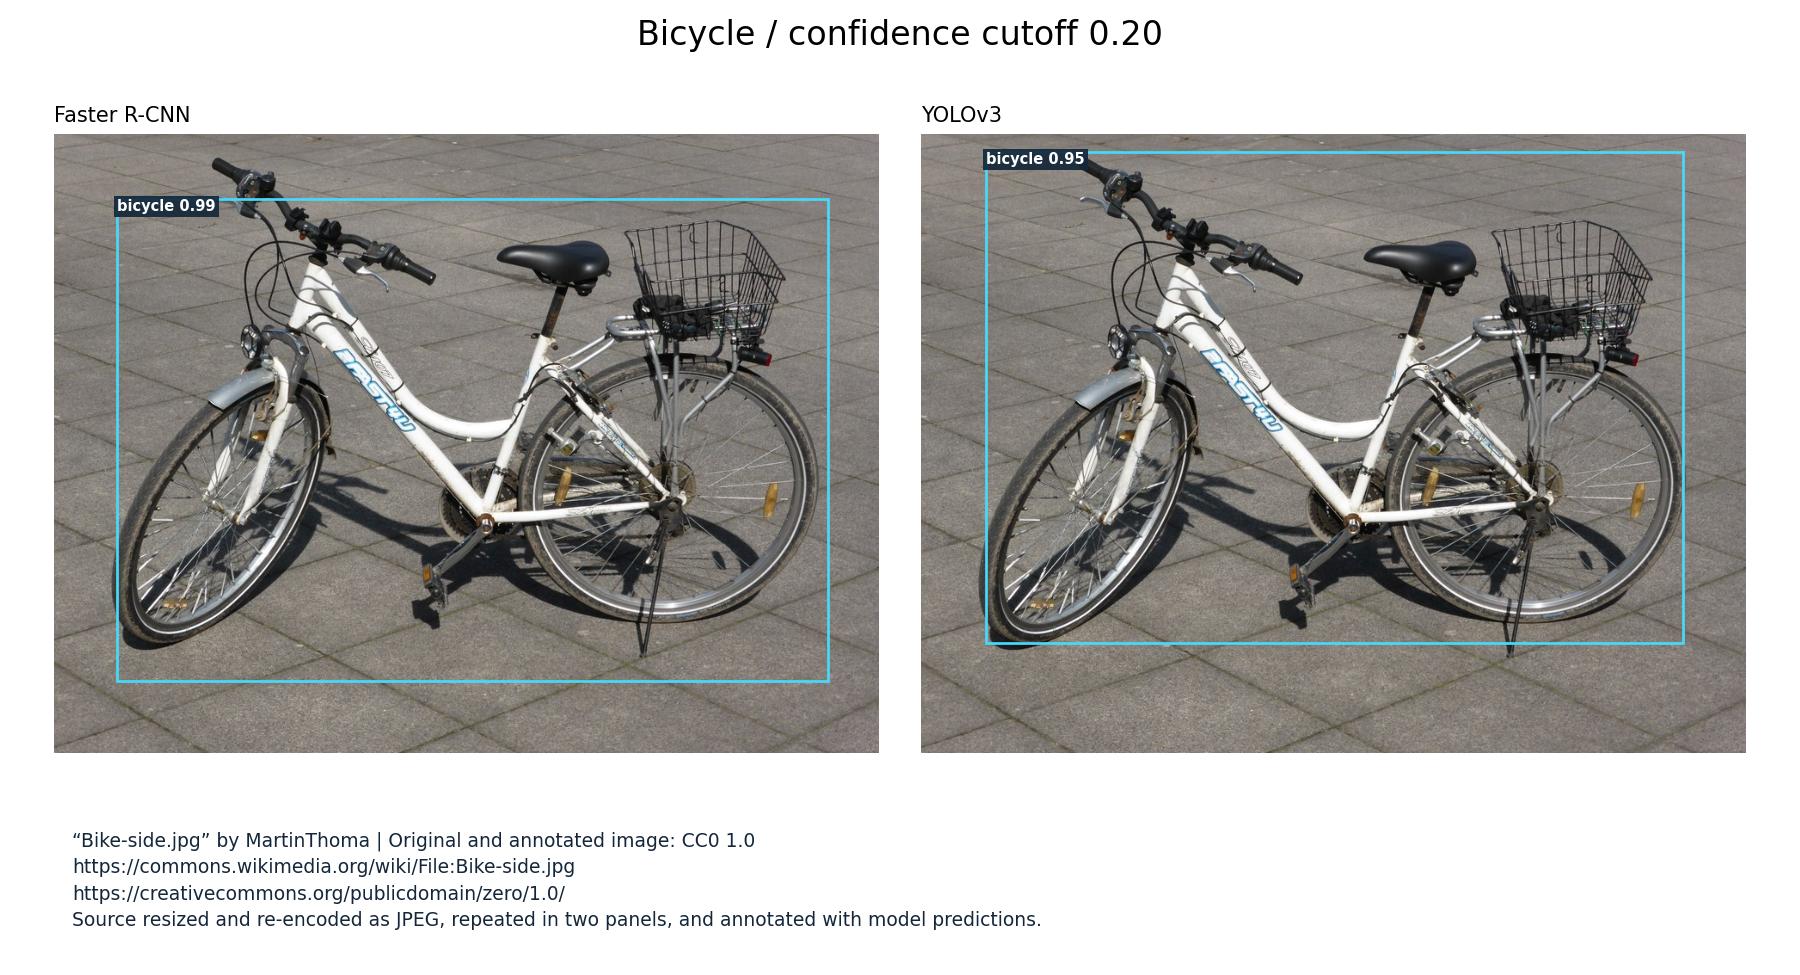 Bicycle / confidence cutoff 0.20
Faster R-CNN
bicycle 0.99
YOLOv3
bicycle 0.95
“Bike-side.jpg” by MartinThoma | Original and annotated image: CC0 1.0
https://commons.wikimedia.org/wiki/File:Bike-side.jpg
https://creativecommons.org/publicdomain/zero/1.0/
Source resized and re-encoded as JPEG, repeated in two panels, and annotated with model predictions.